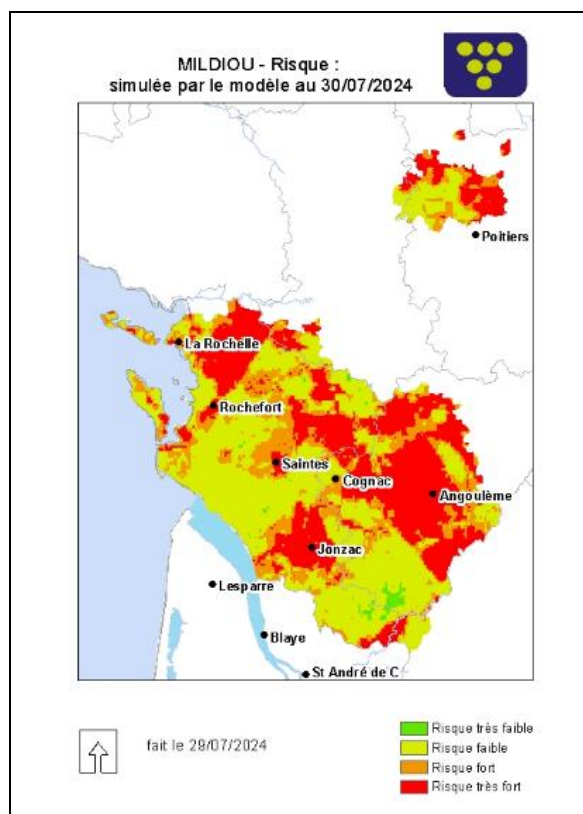 MILDIOU - Risque :
simulée par le modèle au 30/07/2024
Poitiers
La Rochelle
Rochefort
Saintes
Cognac
Angoulême
Jonzac
Lesparre
Blaye
St André de C
fait le 29/07/2024
Risque très faible
Risque faible
Risque fort
Risque très fort